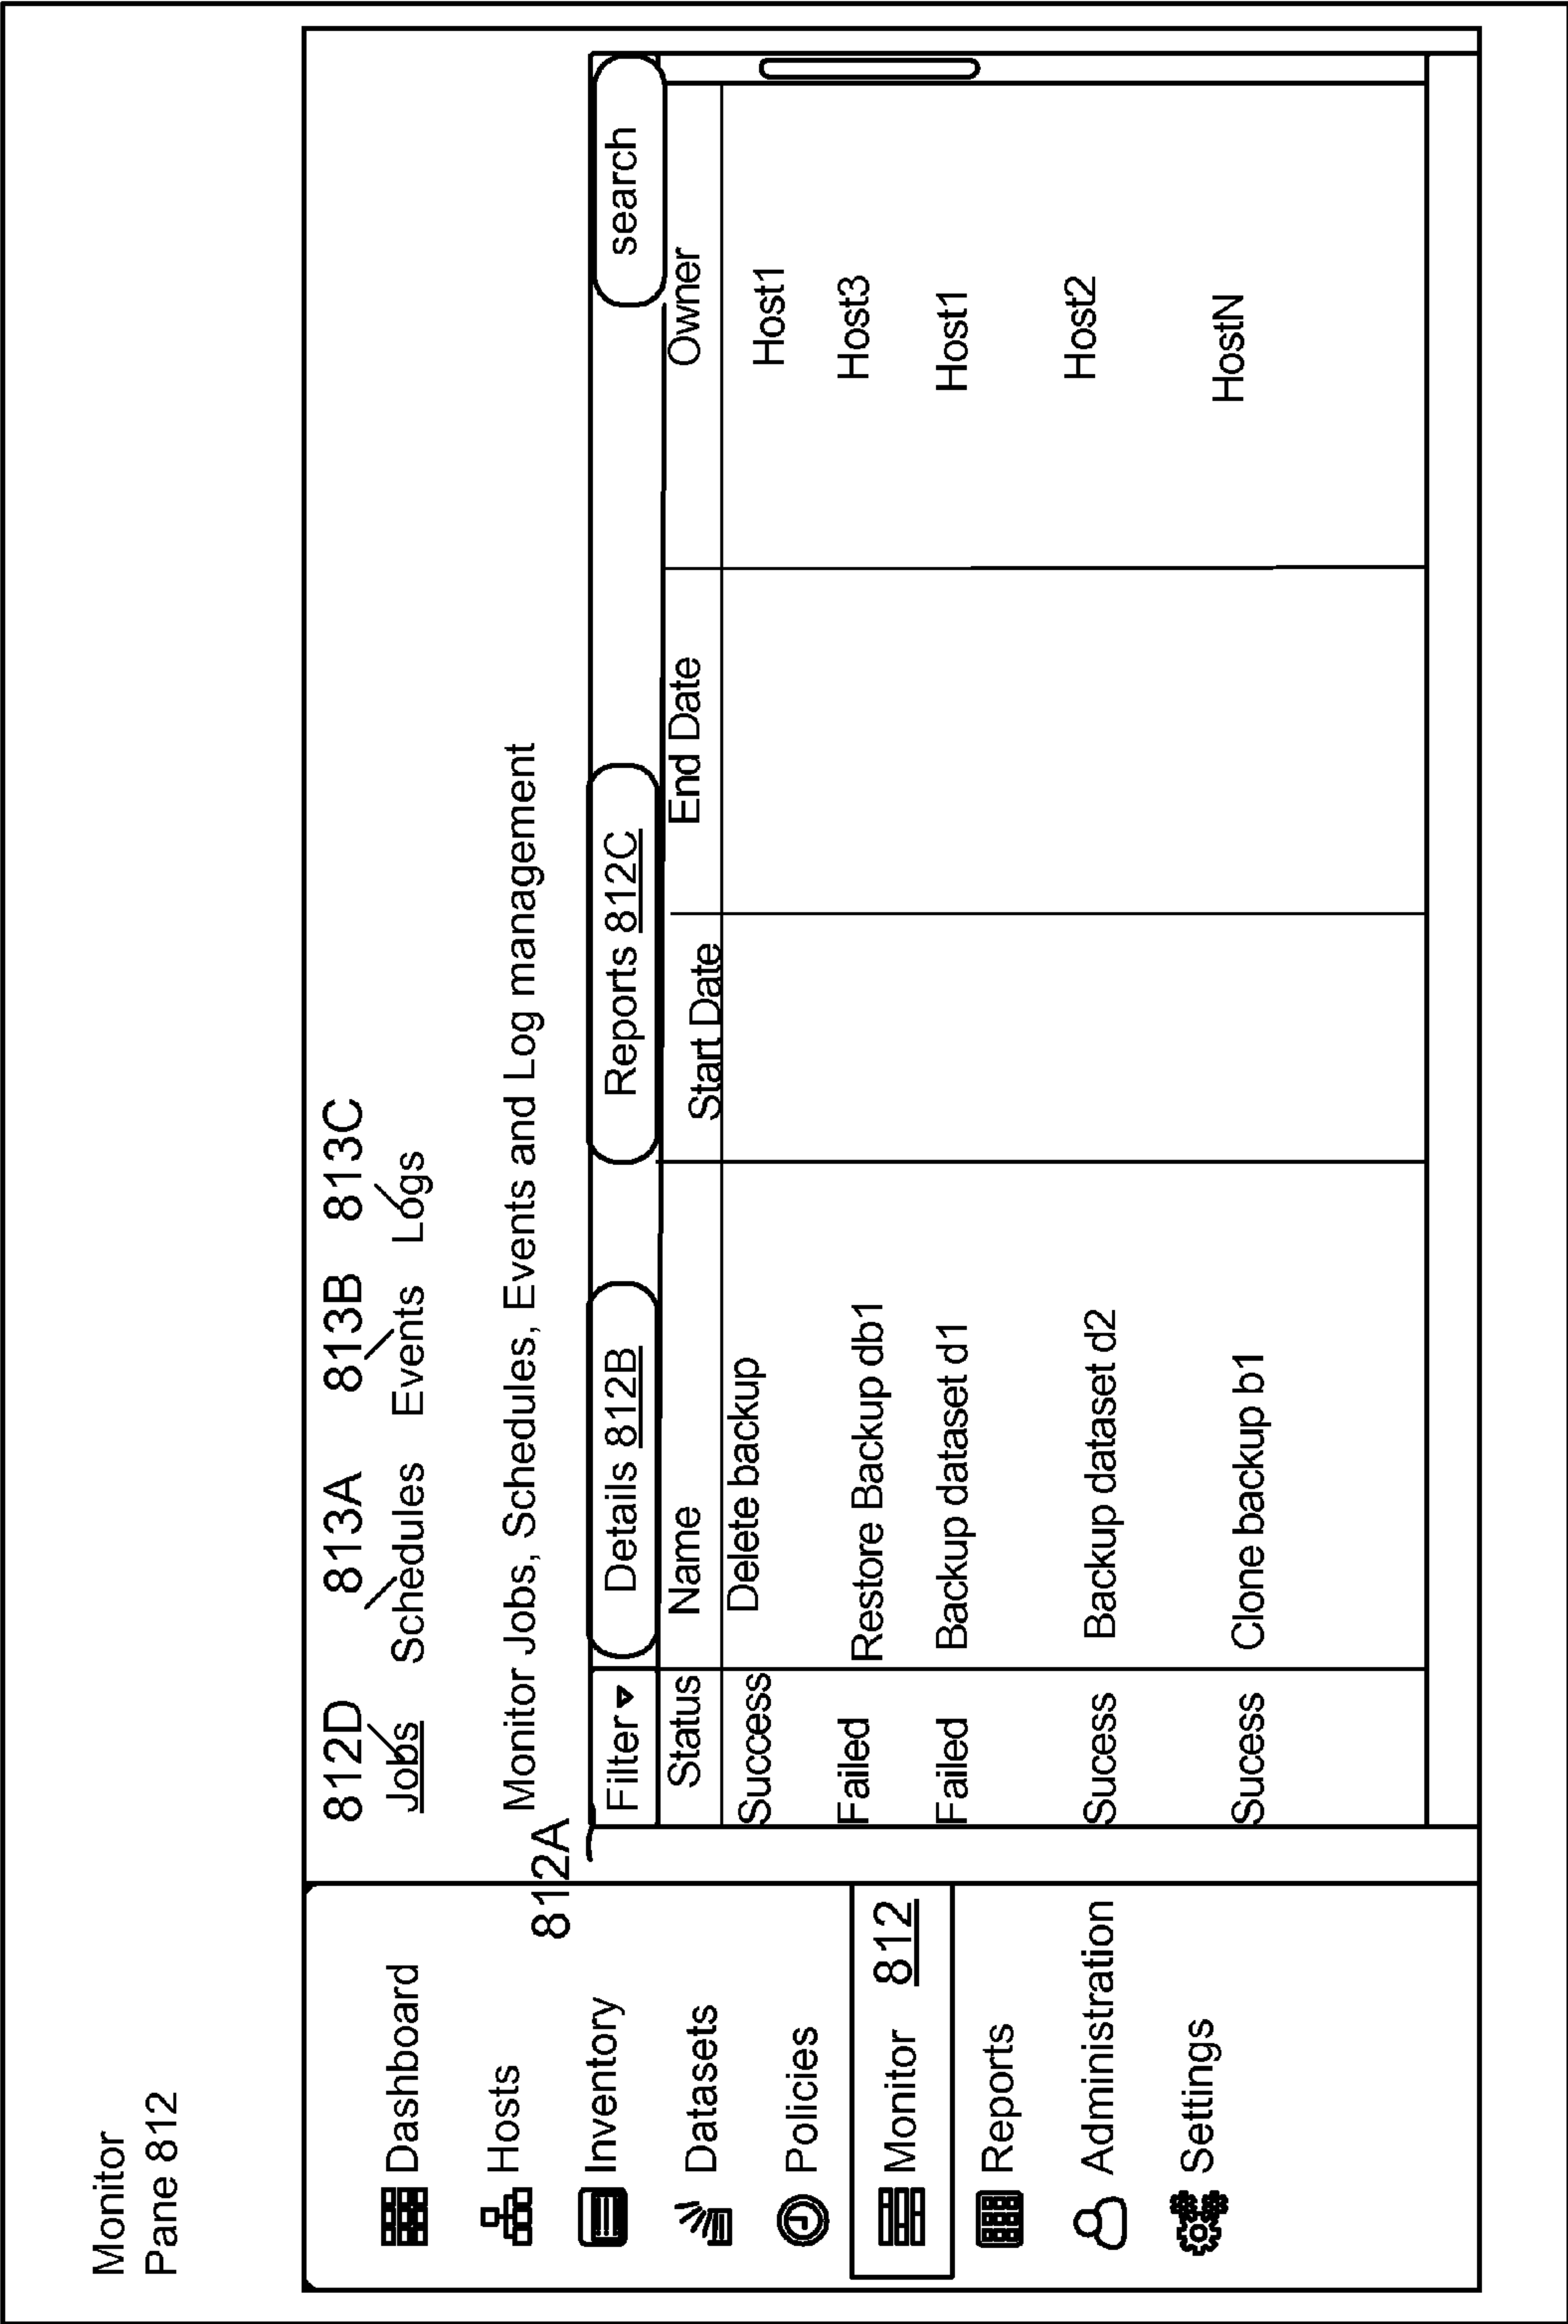 Monitor
Pane 812
812D 813A 813B 813C
Jobs Schedules Events Logs
Monitor Jobs, Schedules, Events and Log management
812A
Dashboard
Hosts
Inventory
Datasets
Policies
Monitor 812
Reports
Administration
Settings
Filter Details 812B Reports 812C search
Status Name Start Date End Date Owner
Success Delete backup Host1
Failed Restore Backup db1 Host3
Failed Backup dataset d1 Host1
Sucess Backup dataset d2 Host2
Sucess Clone backup b1 HostN